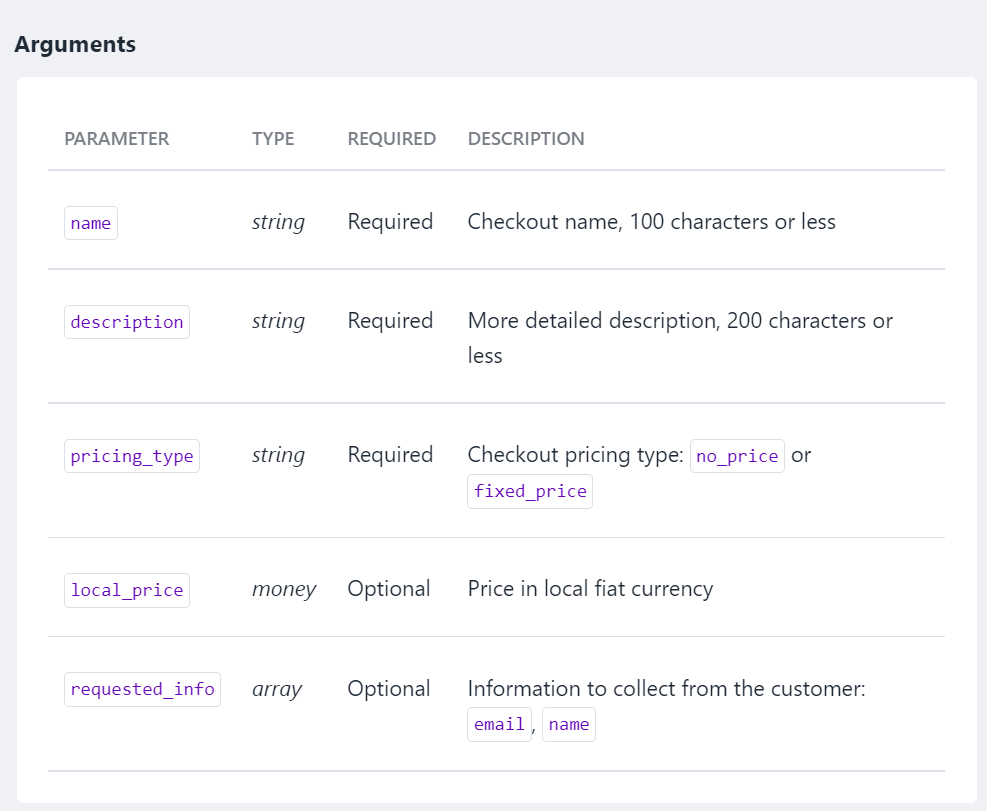 Arguments
PARAMETER TYPE REQUIRED DESCRIPTION
name string Required Checkout name, 100 characters or less
description string Required More detailed description, 200 characters or
less
pricing_type string Required Checkout pricing type: no_price or
fixed_price
local_price money Optional Price in local fiat currency
requested_info array Optional Information to collect from the customer:
email, name